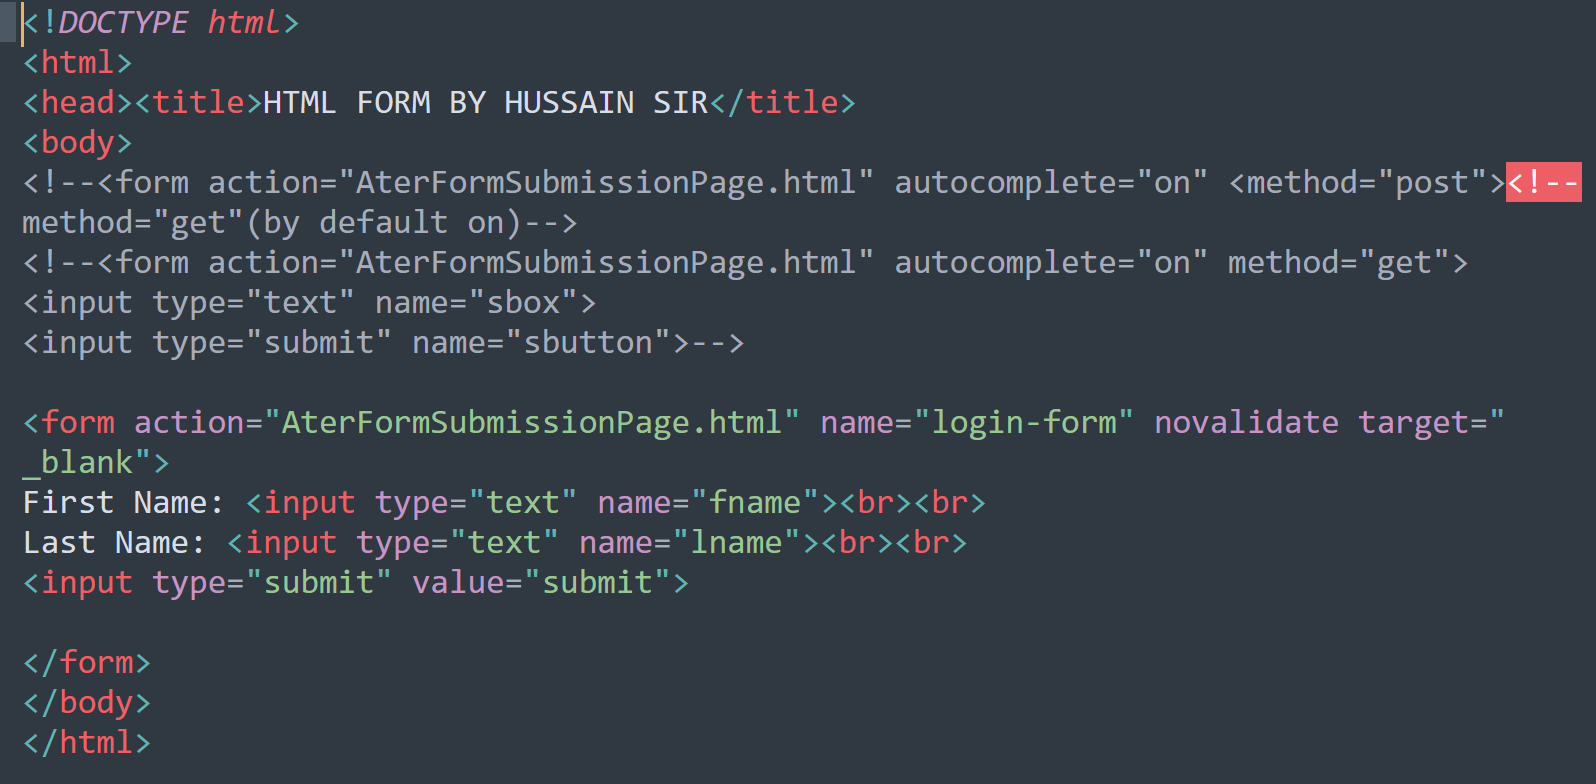 <!DOCTYPE html>
<html>
<head><title>HTML FORM BY HUSSAIN SIR</title>
<body>
<!--<form action="AterFormSubmissionPage.html" autocomplete="on" <method="post"><!--
method="get"(by default on)-->
<!--<form action="AterFormSubmissionPage.html" autocomplete="on" method="get">
<input type="text" name="sbox">
<input type="submit" name="sbutton">-->
<form action="AterFormSubmissionPage.html" name="login-form" novalidate target="
_blank">
First Name: <input type="text" name="fname"><br><br>
Last Name: <input type="text" name="lname"><br><br>
<input type="submit" value="submit">
</form>
</body>
</html>